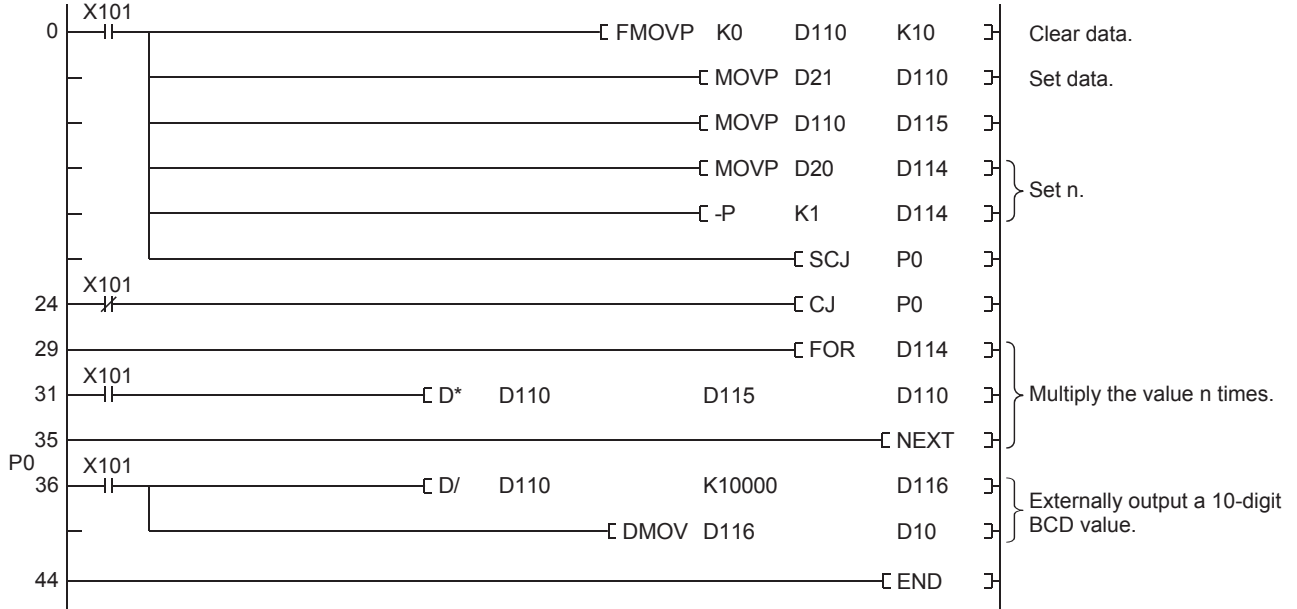 X101
0 FMOVP K0 D110 K10 Clear data.
MOVP D21 D110 Set data.
MOVP D110 D115
MOVP D20 D114
Set n.
-P K1 D114
SCJ P0
X101
24 CJ P0
29 FOR D114
X101
31 D* D110 D115 D110 Multiply the value n times.
35 NEXT
P0 X101
36 D/ D110 K10000 D116
Externally output a 10-digit
BCD value.
DMOV D116 D10
44 END